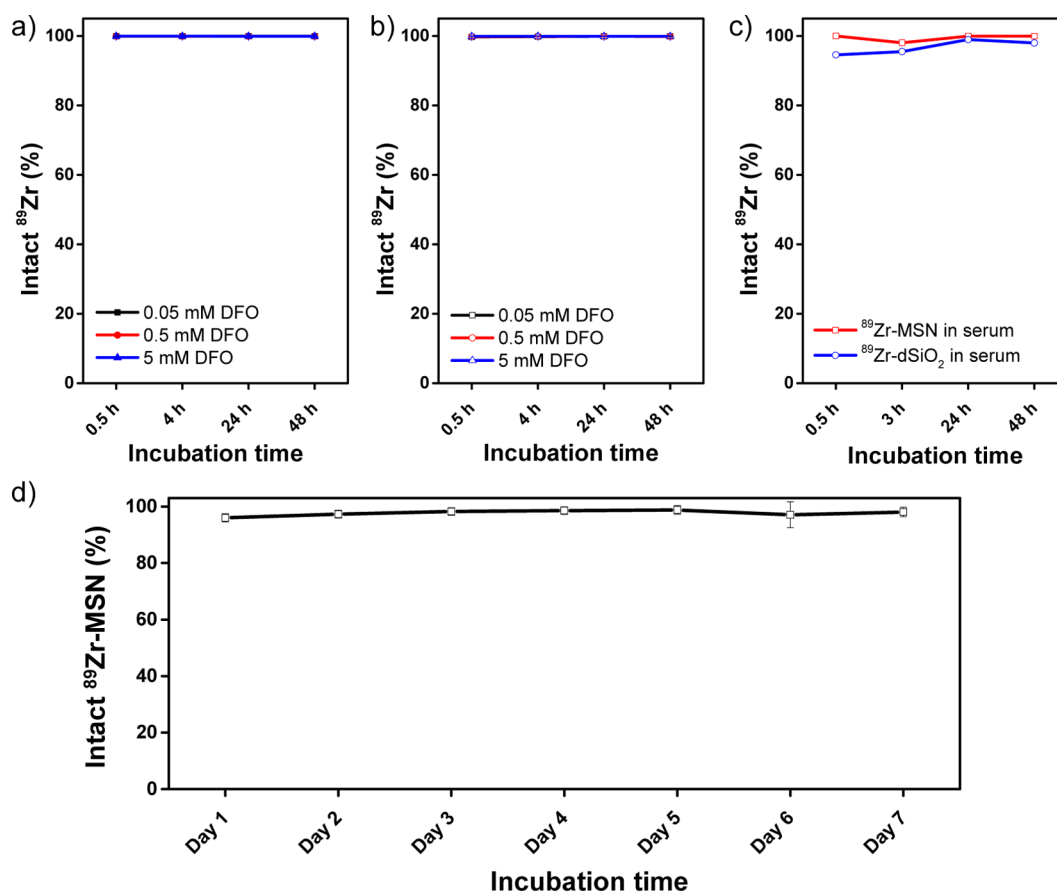 a)
Intact ⁸⁹Zr (%)
100
80
60
40
20
0
0.05 mM DFO
0.5 mM DFO
5 mM DFO
0.5 h
4 h
24 h
48 h
Incubation time
b)
Intact ⁸⁹Zr (%)
100
80
60
40
20
0
0.05 mM DFO
0.5 mM DFO
5 mM DFO
0.5 h
4 h
24 h
48 h
Incubation time
c)
Intact ⁸⁹Zr (%)
100
80
60
40
20
0
⁸⁹Zr-MSN in serum
⁸⁹Zr-dSiO₂ in serum
0.5 h
3 h
24 h
48 h
Incubation time
d)
Intact ⁸⁹Zr-MSN (%)
100
80
60
40
20
0
Day 1
Day 2
Day 3
Day 4
Day 5
Day 6
Day 7
Incubation time